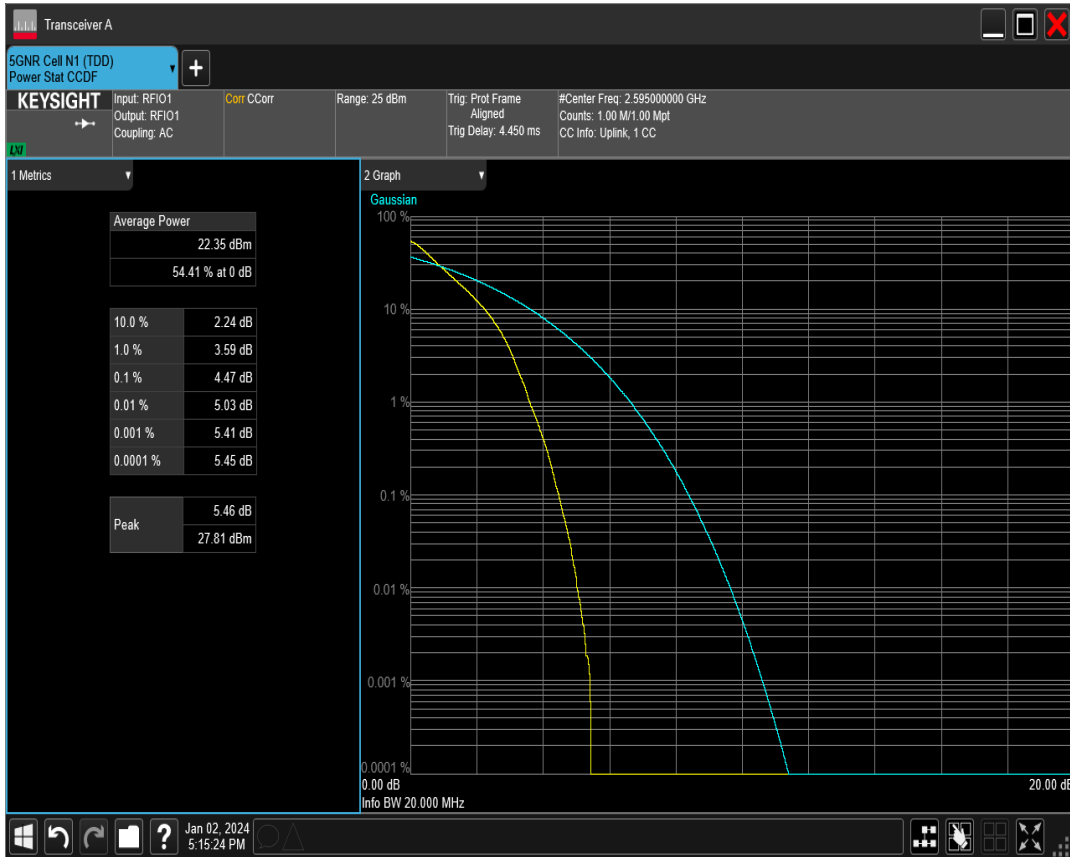 Transceiver A
5GNR Cell N1 (TDD)
Power Stat CCDF
KEYSIGHT
LXI
Input: RFIO1
Output: RFIO1
Coupling: AC
Corr CCorr
Range: 25 dBm
Trig: Prot Frame
Aligned
Trig Delay: 4.450 ms
#Center Freq: 2.595000000 GHz
Counts: 1.00 M/1.00 Mpt
CC Info: Uplink, 1 CC
1 Metrics
Average Power
22.35 dBm
54.41 % at 0 dB
10.0 % 2.24 dB
1.0 % 3.59 dB
0.1 % 4.47 dB
0.01 % 5.03 dB
0.001 % 5.41 dB
0.0001 % 5.45 dB
Peak
5.46 dB
27.81 dBm
2 Graph
Gaussian
100 %
10 %
1 %
0.1 %
0.01 %
0.001 %
0.0001 %
0.00 dB 20.00 dB
Info BW 20.000 MHz
?
Jan 02, 2024
5:15:24 PM